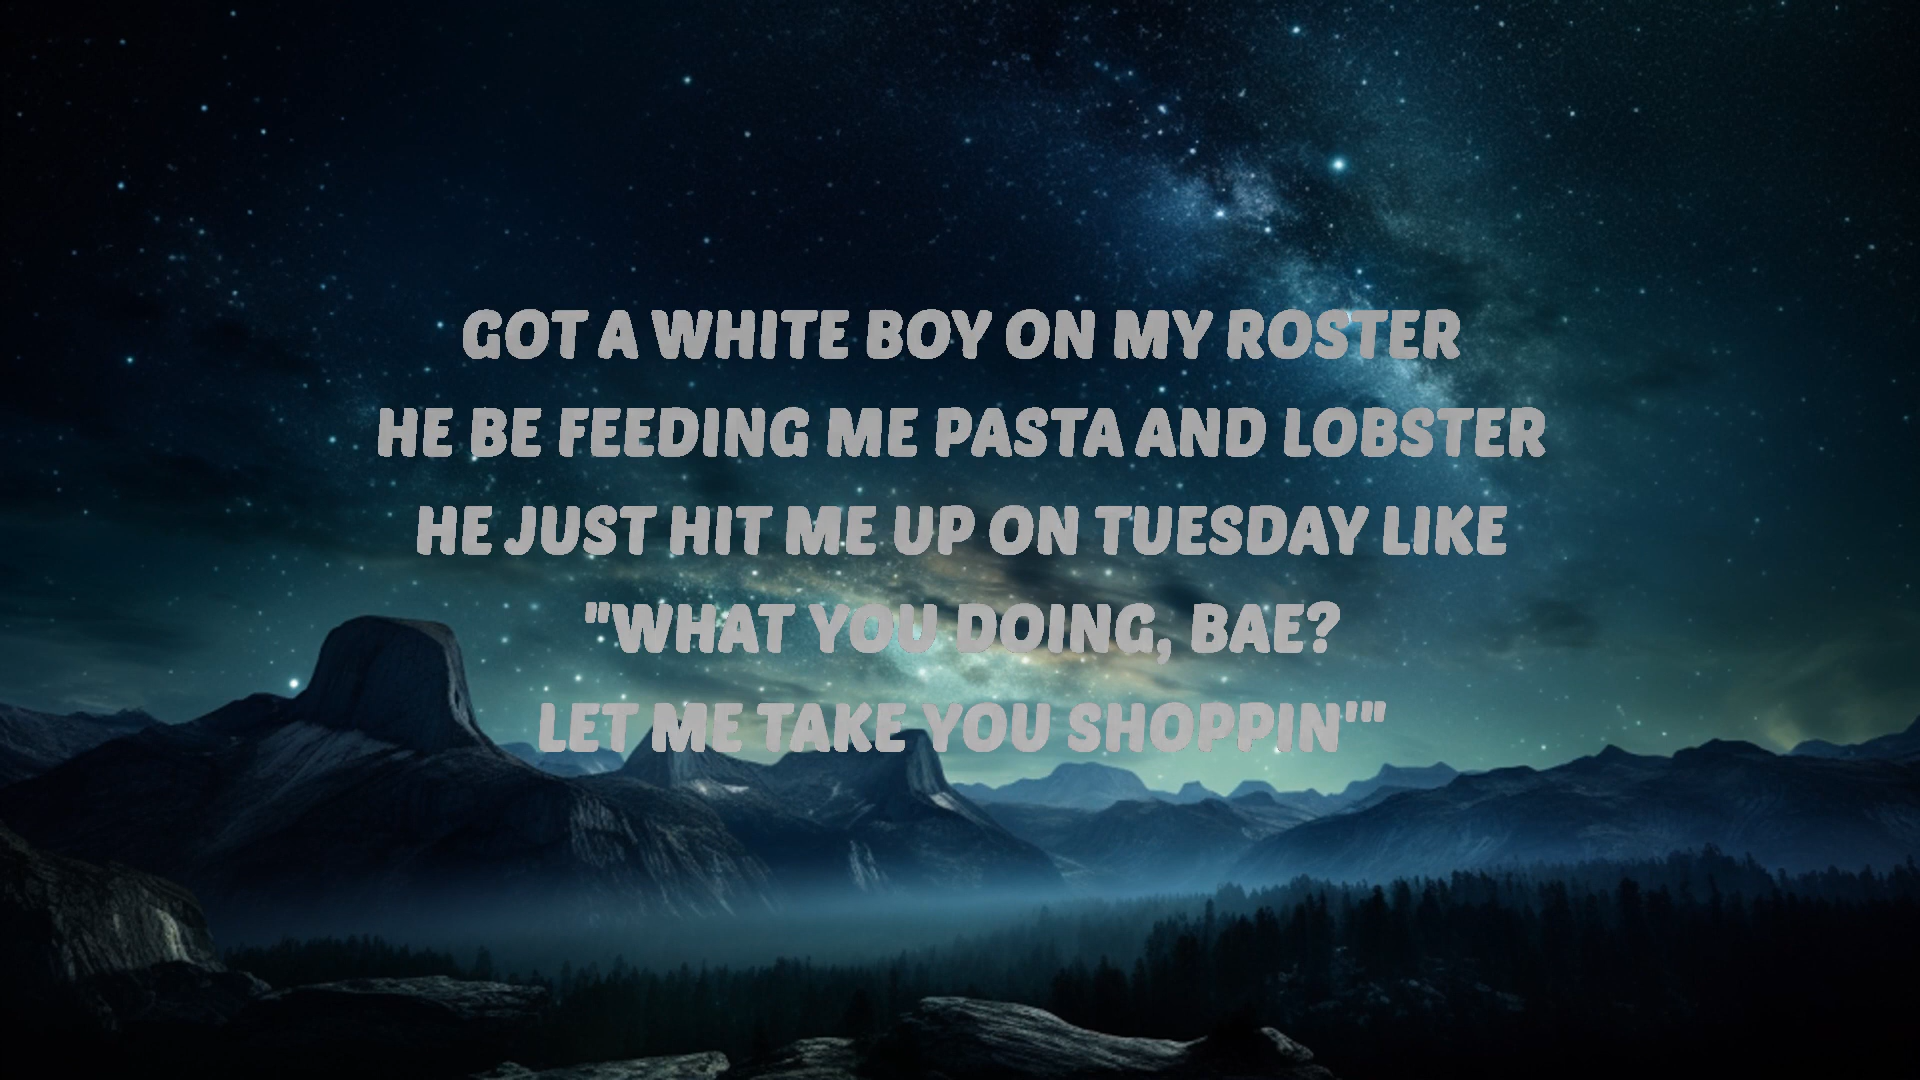 GOT A WHITE BOY ON MY ROSTER
HE BE FEEDING ME PASTA AND LOBSTER
HE JUST HIT ME UP ON TUESDAY LIKE
"WHAT YOU DOING, BAE?
LET ME TAKE YOU SHOPPIN'"